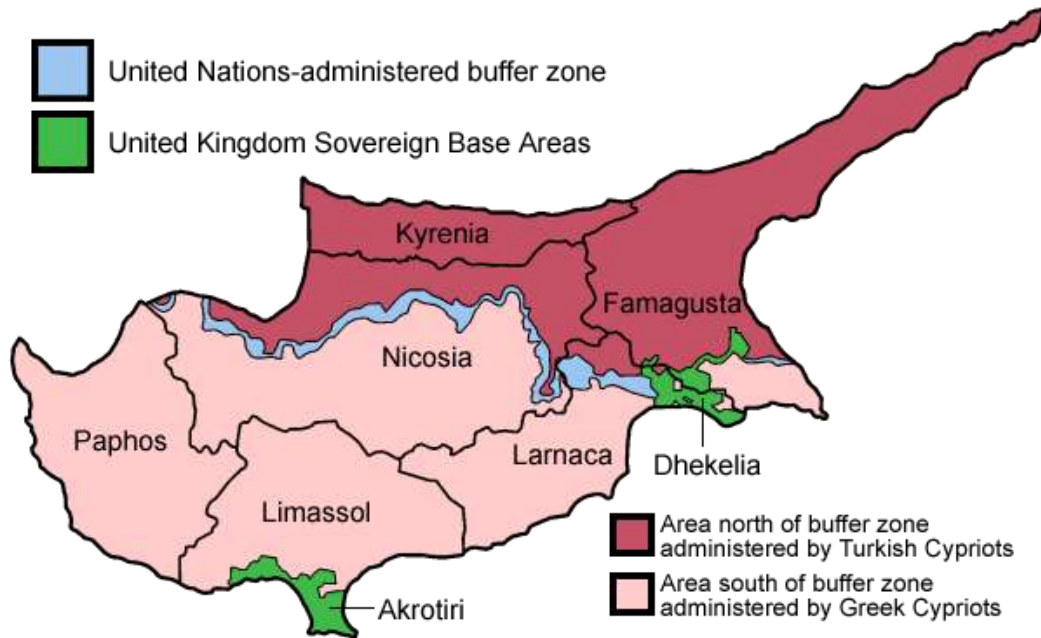 United Nations-administered buffer zone
United Kingdom Sovereign Base Areas
Kyrenia
Famagusta
Nicosia
Paphos
Larnaca
Dhekelia
Limassol
Akrotiri
Area north of buffer zone
administered by Turkish Cypriots
Area south of buffer zone
administered by Greek Cypriots